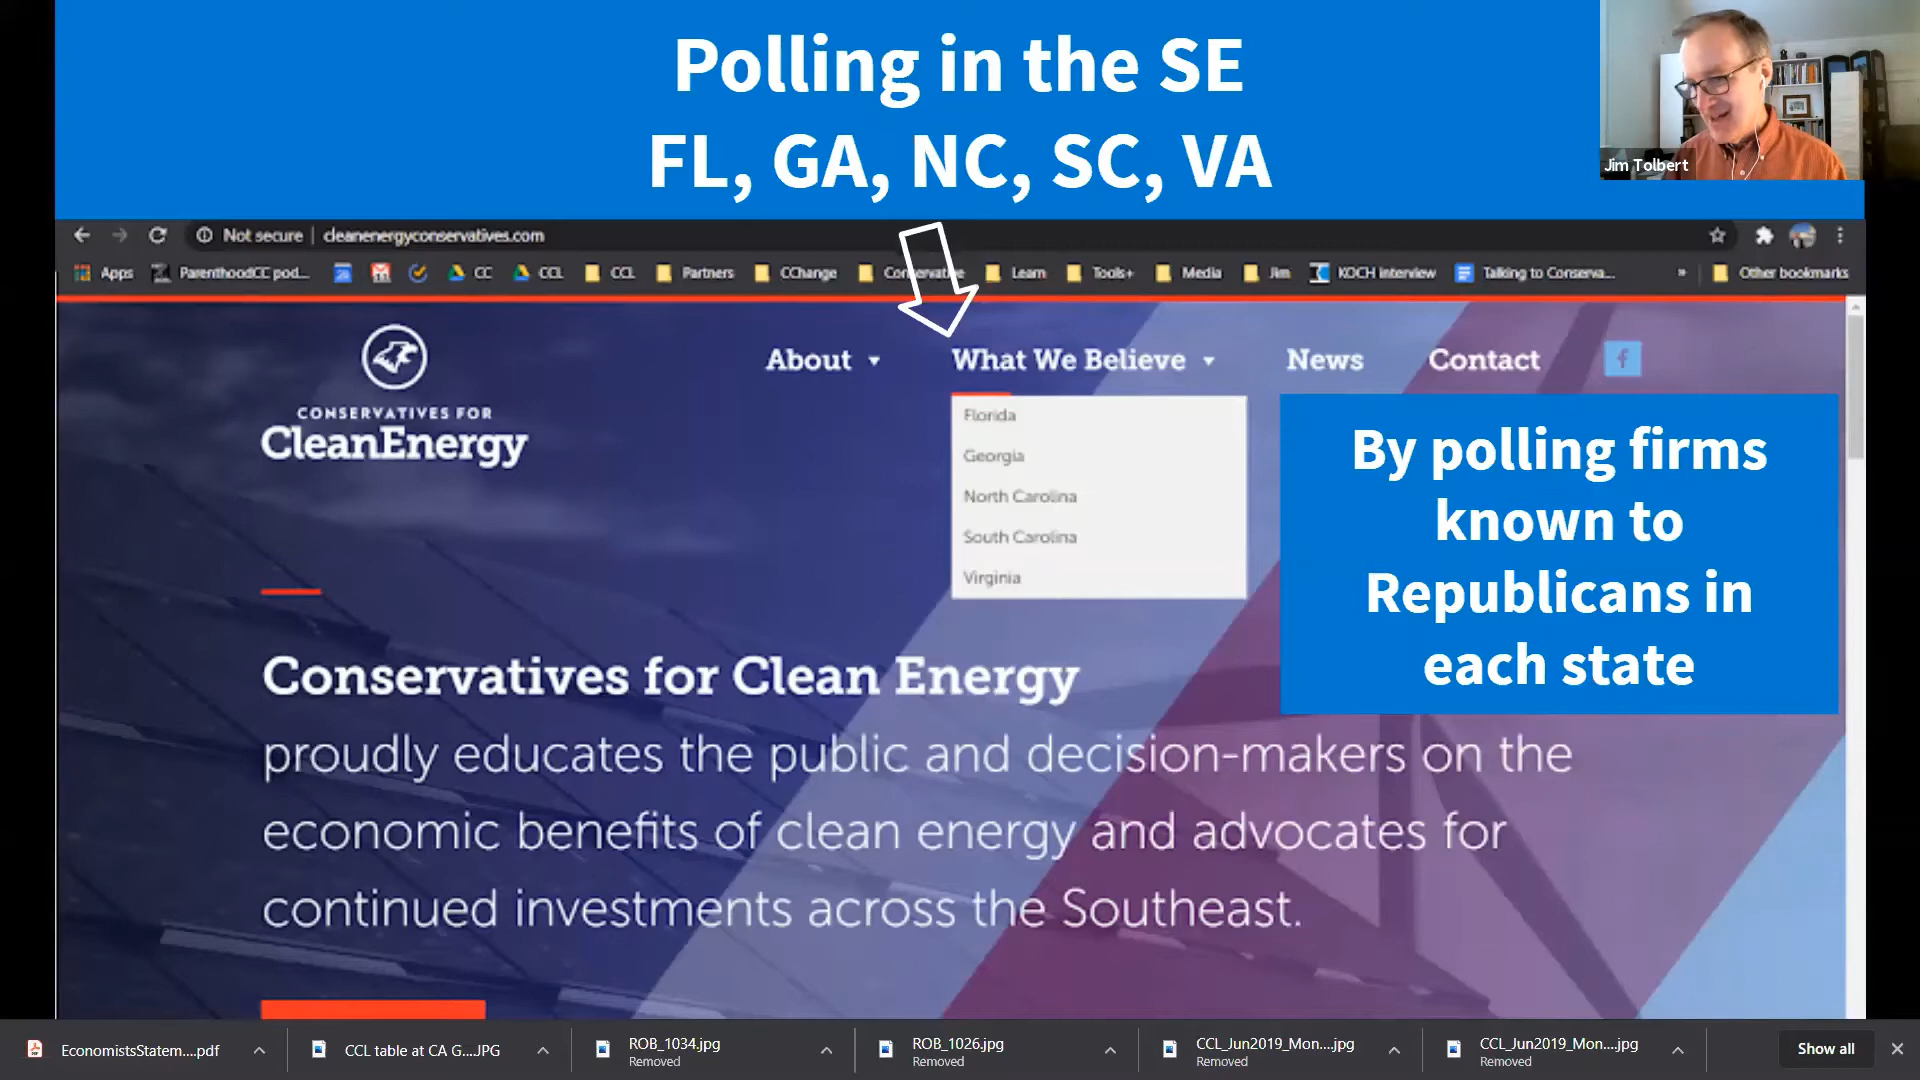 Polling in the SE
FL, GA, NC, SC, VA
Jim Tolbert
Not secure | cleanenergyconservatives.com
Apps ParenthoodCC pod... CC CCL CCL Partners CChange Conservative Learn Tools+ Media Jim KOCH interview Talking to Conserva... » Other bookmarks
About What We Believe News Contact
CONSERVATIVES FOR
CleanEnergy
Florida
Georgia
North Carolina
South Carolina
Virginia
By polling firms
known to
Republicans in
each state
Conservatives for Clean Energy
proudly educates the public and decision-makers on the
economic benefits of clean energy and advocates for
continued investments across the Southeast.
EconomistsStatem....pdf
CCL table at CA G....JPG
ROB_1034.jpg
Removed
ROB_1026.jpg
Removed
CCL_Jun2019_Mon....jpg
Removed
CCL_Jun2019_Mon....jpg
Removed
Show all